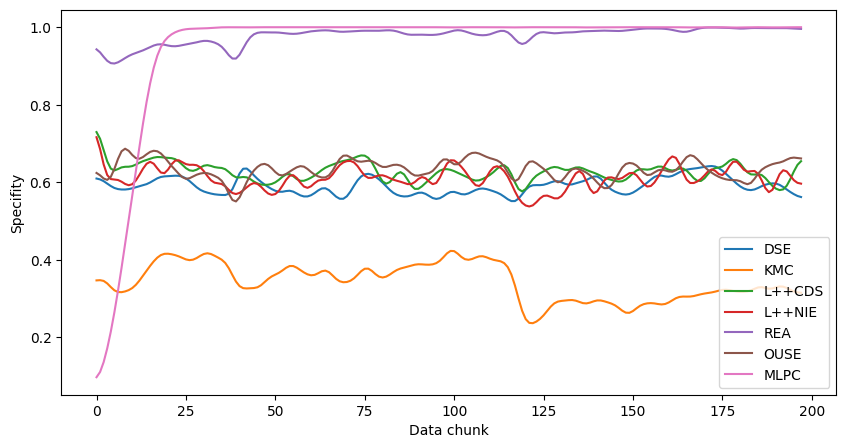 1.0
0.8
0.6
0.4
0.2
Specifity
0
25
50
75
100
125
150
175
200
Data chunk
DSE
KMC
L++CDS
L++NIE
REA
OUSE
MLPC